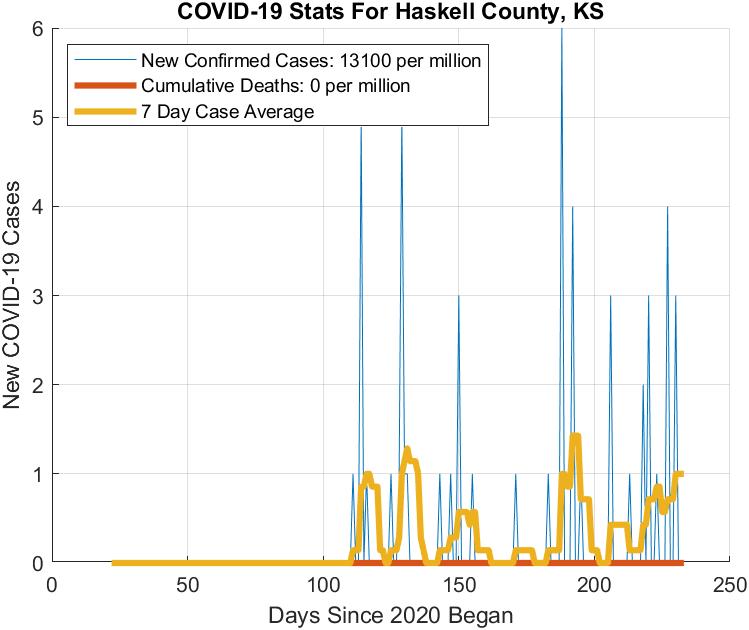 COVID-19 Stats For Haskell County, KS
New Confirmed Cases: 13100 per million
Cumulative Deaths: 0 per million
7 Day Case Average
New COVID-19 Cases
6
5
4
3
2
1
0
0 50 100 150 200 250
Days Since 2020 Began